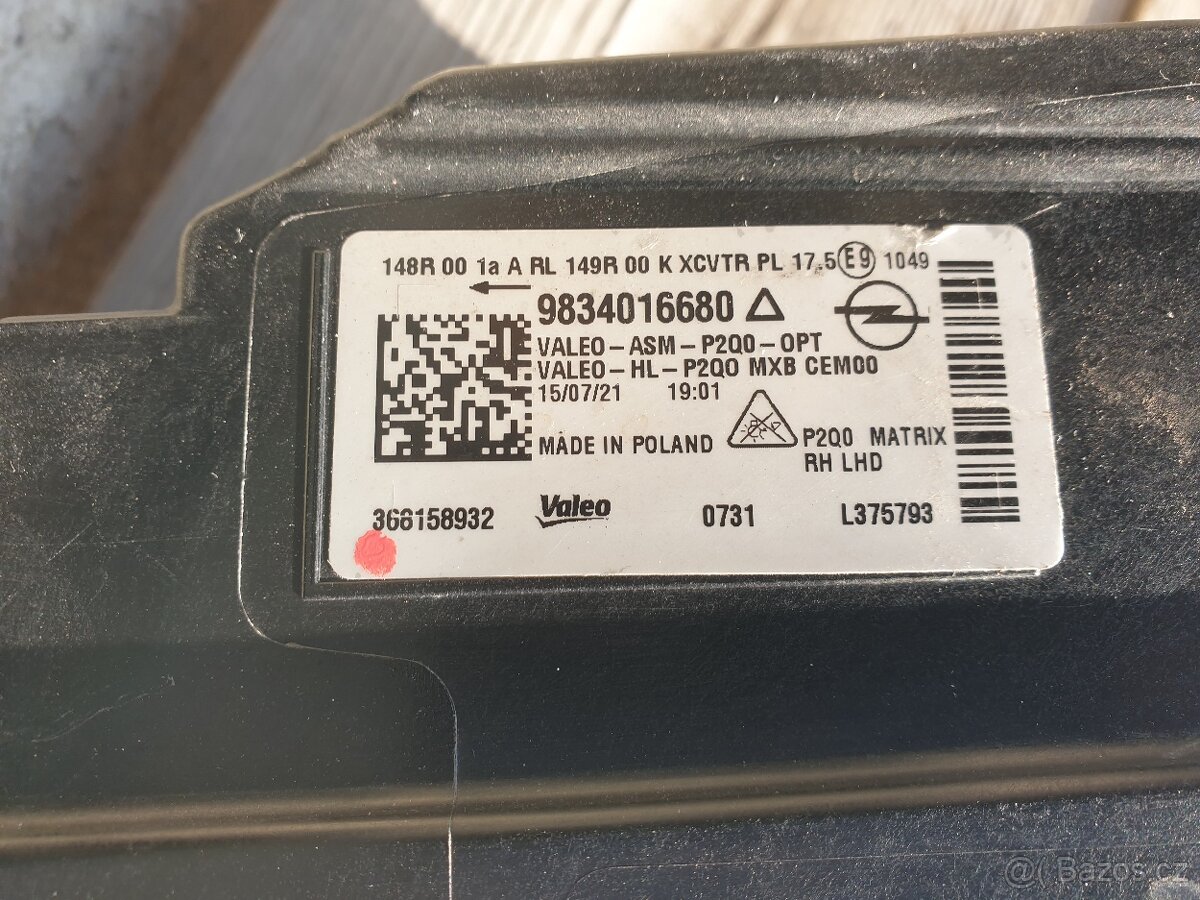 148R 00 1a A RL 149R 00 K XCVTR PL 17.5 E9 1049
9834016680
VALEO-ASM-P2Q0-OPT
VALEO-HL-P2QO MXB CEM00
15/07/21 19:01
MADE IN POLAND
P2Q0 MATRIX
RH LHD
366158932 Valeo 0731 L375793
@( Bazos.cz